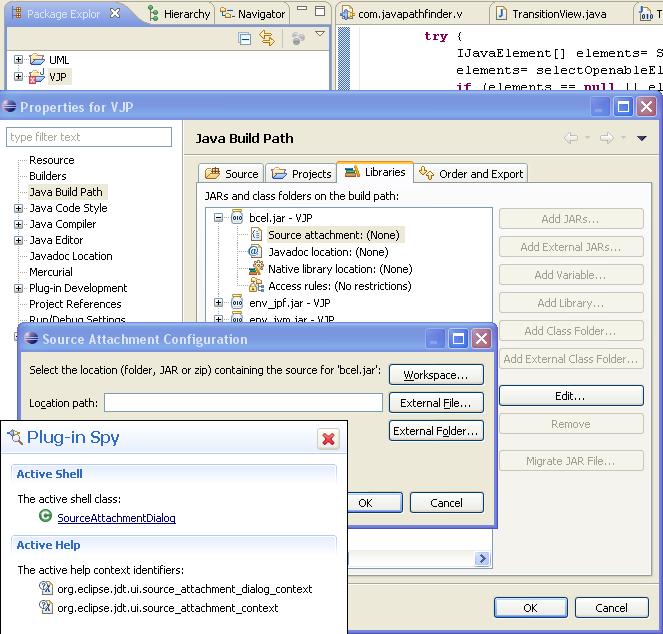 Package Explor
Hierarchy
Navigator
com.javapathfinder.v
TransitionView.java
UML
VJP
try {
IJavaElement[] elements= S
elements= selectOpenableEl
if (elements == null || el
Properties for VJP
type filter text
Resource
Builders
Java Build Path
Java Code Style
Java Compiler
Java Editor
Javadoc Location
Mercurial
Plug-in Development
Project References
Run/Debug Settings
Java Build Path
Source
Projects
Libraries
Order and Export
JARs and class folders on the build path:
bcel.jar - VJP
Source attachment: (None)
Javadoc location: (None)
Native library location: (None)
Access rules: (No restrictions)
env_jpf.jar - VJP
env_jvm.jar - VJP
Add JARs...
Add External JARs...
Add Variable...
Add Library...
Add Class Folder...
Add External Class Folder...
Edit...
Remove
Migrate JAR File...
Source Attachment Configuration
Select the location (folder, JAR or zip) containing the source for 'bcel.jar':
Location path:
Workspace...
External File...
External Folder...
OK
Cancel
Plug-in Spy
Active Shell
The active shell class:
SourceAttachmentDialog
Active Help
The active help context identifiers:
org.eclipse.jdt.ui.source_attachment_dialog_context
org.eclipse.jdt.ui.source_attachment_context
OK
Cancel